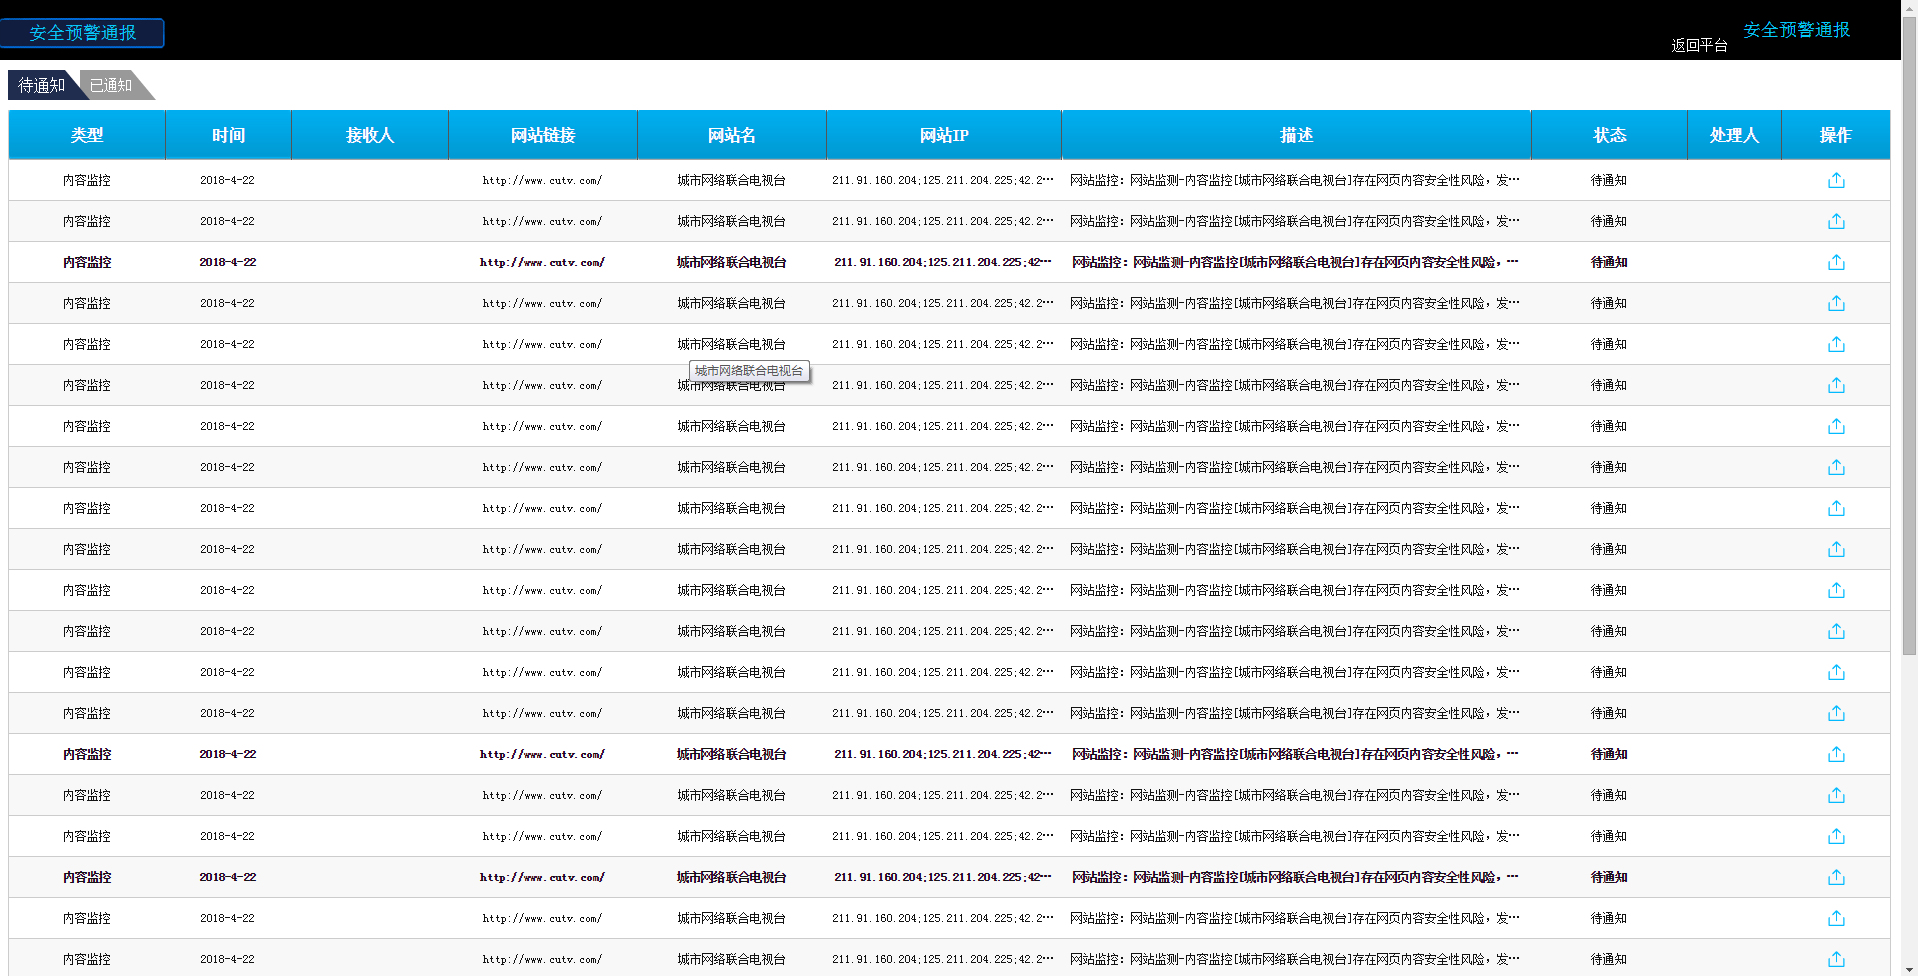 安全预警通报
返回平台 安全预警通报
待通知 已通知
类型 时间 接收人 网站链接 网站名 网站IP 描述 状态 处理人 操作
内容监控 2018-4-22 http://www.cutv.com/ 城市网络联合电视台 211.91.160.204;125.211.204.225;42.2… 网站监控：网站监测-内容监控[城市网络联合电视台]存在网页内容安全性风险，发… 待通知
内容监控 2018-4-22 http://www.cutv.com/ 城市网络联合电视台 211.91.160.204;125.211.204.225;42.2… 网站监控：网站监测-内容监控[城市网络联合电视台]存在网页内容安全性风险，发… 待通知
内容监控 2018-4-22 http://www.cutv.com/ 城市网络联合电视台 211.91.160.204;125.211.204.225;42… 网站监控：网站监测-内容监控[城市网络联合电视台]存在网页内容安全性风险，… 待通知
内容监控 2018-4-22 http://www.cutv.com/ 城市网络联合电视台 211.91.160.204;125.211.204.225;42.2… 网站监控：网站监测-内容监控[城市网络联合电视台]存在网页内容安全性风险，发… 待通知
内容监控 2018-4-22 http://www.cutv.com/ 城市网络联合电视台 211.91.160.204;125.211.204.225;42.2… 网站监控：网站监测-内容监控[城市网络联合电视台]存在网页内容安全性风险，发… 待通知
城市网络联合电视台
内容监控 2018-4-22 http://www.cutv.com/ 城市网络联合电视台 211.91.160.204;125.211.204.225;42.2… 网站监控：网站监测-内容监控[城市网络联合电视台]存在网页内容安全性风险，发… 待通知
内容监控 2018-4-22 http://www.cutv.com/ 城市网络联合电视台 211.91.160.204;125.211.204.225;42.2… 网站监控：网站监测-内容监控[城市网络联合电视台]存在网页内容安全性风险，发… 待通知
内容监控 2018-4-22 http://www.cutv.com/ 城市网络联合电视台 211.91.160.204;125.211.204.225;42.2… 网站监控：网站监测-内容监控[城市网络联合电视台]存在网页内容安全性风险，发… 待通知
内容监控 2018-4-22 http://www.cutv.com/ 城市网络联合电视台 211.91.160.204;125.211.204.225;42.2… 网站监控：网站监测-内容监控[城市网络联合电视台]存在网页内容安全性风险，发… 待通知
内容监控 2018-4-22 http://www.cutv.com/ 城市网络联合电视台 211.91.160.204;125.211.204.225;42.2… 网站监控：网站监测-内容监控[城市网络联合电视台]存在网页内容安全性风险，发… 待通知
内容监控 2018-4-22 http://www.cutv.com/ 城市网络联合电视台 211.91.160.204;125.211.204.225;42.2… 网站监控：网站监测-内容监控[城市网络联合电视台]存在网页内容安全性风险，发… 待通知
内容监控 2018-4-22 http://www.cutv.com/ 城市网络联合电视台 211.91.160.204;125.211.204.225;42.2… 网站监控：网站监测-内容监控[城市网络联合电视台]存在网页内容安全性风险，发… 待通知
内容监控 2018-4-22 http://www.cutv.com/ 城市网络联合电视台 211.91.160.204;125.211.204.225;42.2… 网站监控：网站监测-内容监控[城市网络联合电视台]存在网页内容安全性风险，发… 待通知
内容监控 2018-4-22 http://www.cutv.com/ 城市网络联合电视台 211.91.160.204;125.211.204.225;42.2… 网站监控：网站监测-内容监控[城市网络联合电视台]存在网页内容安全性风险，发… 待通知
内容监控 2018-4-22 http://www.cutv.com/ 城市网络联合电视台 211.91.160.204;125.211.204.225;42… 网站监控：网站监测-内容监控[城市网络联合电视台]存在网页内容安全性风险，… 待通知
内容监控 2018-4-22 http://www.cutv.com/ 城市网络联合电视台 211.91.160.204;125.211.204.225;42.2… 网站监控：网站监测-内容监控[城市网络联合电视台]存在网页内容安全性风险，发… 待通知
内容监控 2018-4-22 http://www.cutv.com/ 城市网络联合电视台 211.91.160.204;125.211.204.225;42.2… 网站监控：网站监测-内容监控[城市网络联合电视台]存在网页内容安全性风险，发… 待通知
内容监控 2018-4-22 http://www.cutv.com/ 城市网络联合电视台 211.91.160.204;125.211.204.225;42… 网站监控：网站监测-内容监控[城市网络联合电视台]存在网页内容安全性风险，… 待通知
内容监控 2018-4-22 http://www.cutv.com/ 城市网络联合电视台 211.91.160.204;125.211.204.225;42.2… 网站监控：网站监测-内容监控[城市网络联合电视台]存在网页内容安全性风险，发… 待通知
内容监控 2018-4-22 http://www.cutv.com/ 城市网络联合电视台 211.91.160.204;125.211.204.225;42.2… 网站监控：网站监测-内容监控[城市网络联合电视台]存在网页内容安全性风险，发… 待通知